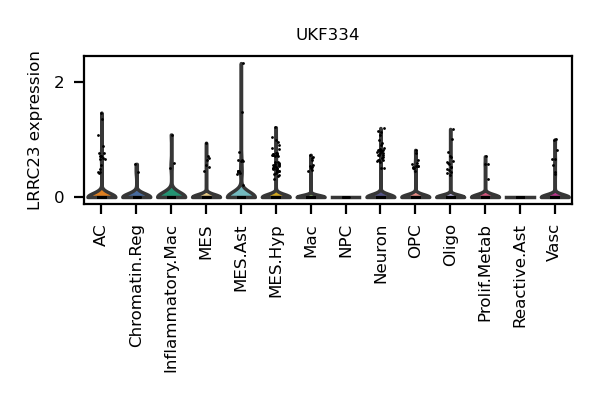 UKF334
LRRC23 expression
2
0
AC
Chromatin.Reg
Inflammatory.Mac
MES
MES.Ast
MES.Hyp
Mac
NPC
Neuron
OPC
Oligo
Prolif.Metab
Reactive.Ast
Vasc